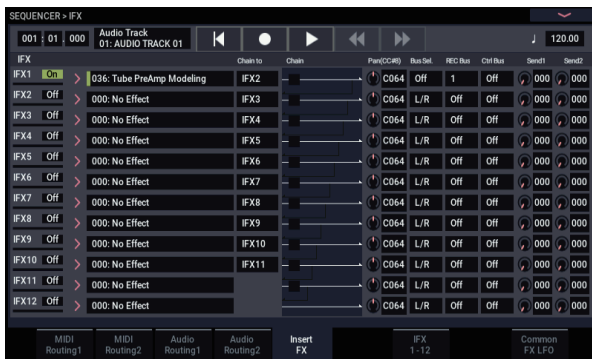 SEQUENCER > IFX
001 : 01 . 000 Audio Track 01: AUDIO TRACK 01 ♩ 120.00
IFX Chain to Chain Pan(CC#8) Bus Sel. REC Bus Ctrl Bus Send1 Send2
IFX1 On 036: Tube PreAmp Modeling IFX2 C064 Off 1 Off 000 000
IFX2 Off 000: No Effect IFX3 C064 L/R Off Off 000 000
IFX3 Off 000: No Effect IFX4 C064 L/R Off Off 000 000
IFX4 Off 000: No Effect IFX5 C064 L/R Off Off 000 000
IFX5 Off 000: No Effect IFX6 C064 L/R Off Off 000 000
IFX6 Off 000: No Effect IFX7 C064 L/R Off Off 000 000
IFX7 Off 000: No Effect IFX8 C064 L/R Off Off 000 000
IFX8 Off 000: No Effect IFX9 C064 L/R Off Off 000 000
IFX9 Off 000: No Effect IFX10 C064 L/R Off Off 000 000
IFX10 Off 000: No Effect IFX11 C064 L/R Off Off 000 000
IFX11 Off 000: No Effect C064 L/R Off Off 000 000
IFX12 Off 000: No Effect C064 L/R Off Off 000 000
MIDI Routing1 MIDI Routing2 Audio Routing1 Audio Routing2 Insert FX IFX 1-12 Common FX LFO